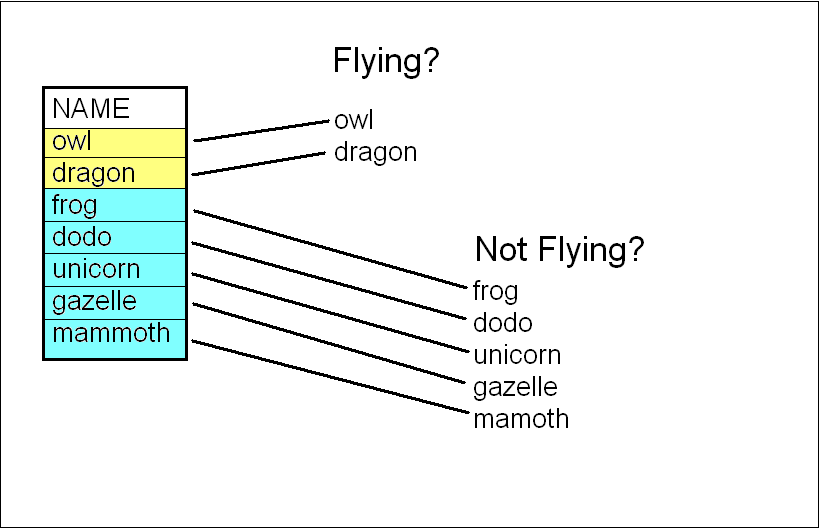 Flying?
NAME
owl
dragon
frog
dodo
unicorn
gazelle
mammoth
owl
dragon
Not Flying?
frog
dodo
unicorn
gazelle
mamoth